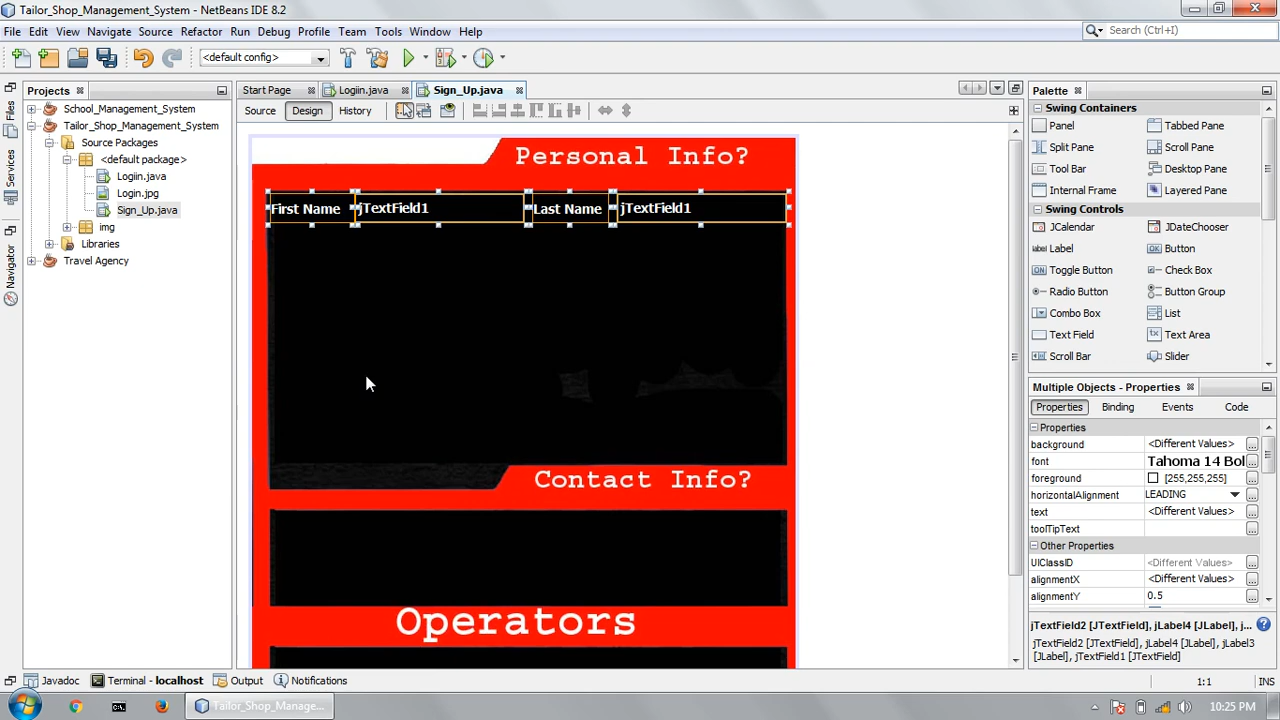 Tailor_Shop_Management_System - NetBeans IDE 8.2
File Edit View Navigate Source Refactor Run Debug Profile Team Tools Window Help
Search (Ctrl+I)
<default config>
Projects
Start Page
Logiin.java
Sign_Up.java
Palette
Source Design History
Files
Services
Navigator
School_Management_System
Tailor_Shop_Management_System
Source Packages
<default package>
Logiin.java
Login.jpg
Sign_Up.java
img
Libraries
Travel Agency
Personal Info?
First Name
jTextField1
Last Name
jTextField1
Contact Info?
Operators
Swing Containers
Panel Tabbed Pane
Split Pane Scroll Pane
Tool Bar Desktop Pane
Internal Frame Layered Pane
Swing Controls
JCalendar JDateChooser
Label Button
Toggle Button Check Box
Radio Button Button Group
Combo Box List
Text Field Text Area
Scroll Bar Slider
Multiple Objects - Properties
Properties Binding Events Code
Properties
background <Different Values>
font Tahoma 14 Bol
foreground [255,255,255]
horizontalAlignment LEADING
text <Different Values>
toolTipText
Other Properties
UIClassID <Different Values>
alignmentX <Different Values>
alignmentY 0.5
jTextField2 [JTextField], jLabel4 [JLabel], j...
jTextField2 [JTextField], jLabel4 [JLabel], jLabel3
[JLabel], jTextField1 [JTextField]
Javadoc
Terminal - localhost
Output
Notifications
1:1
INS
Tailor_Shop_Manage...
10:25 PM